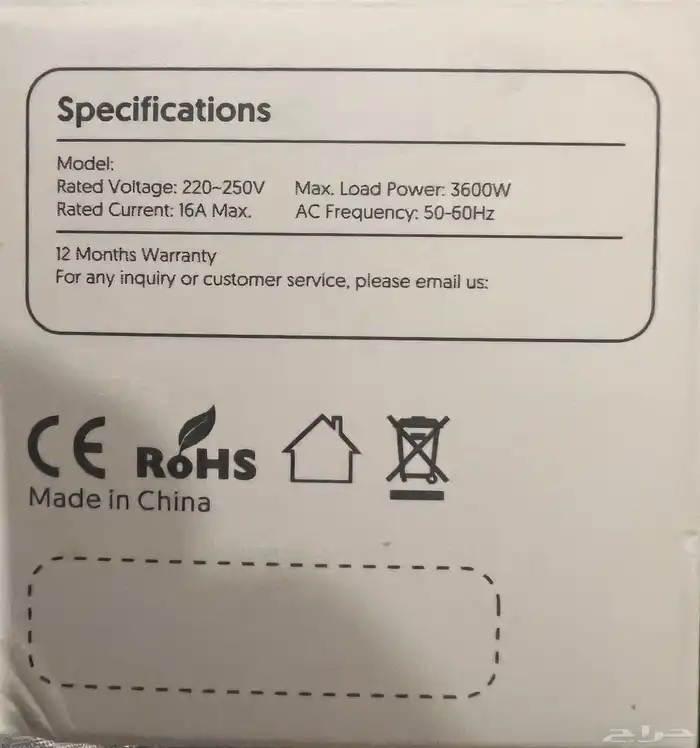 Specifications
Model:
Rated Voltage: 220~250V Max. Load Power: 3600W
Rated Current: 16A Max. AC Frequency: 50-60Hz
12 Months Warranty
For any inquiry or customer service, please email us:
CE RoHS
Made in China
حراج